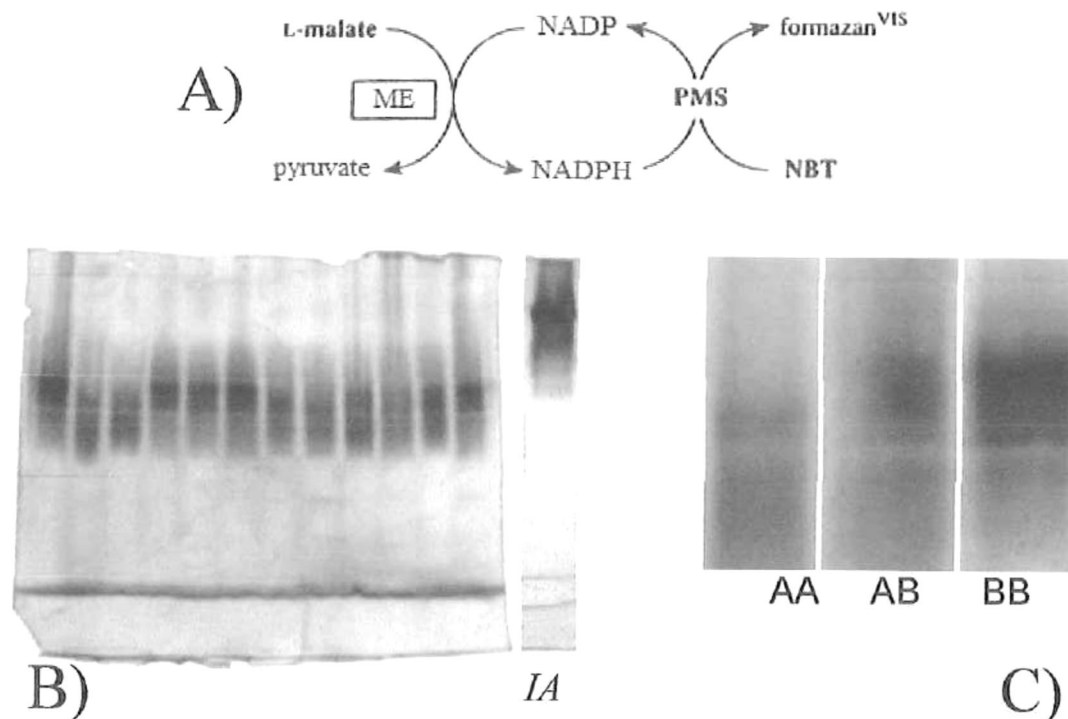 L-malate NADP formazan^VIS
A) ME PMS
pyruvate NADPH NBT
AA AB BB
B) IA C)